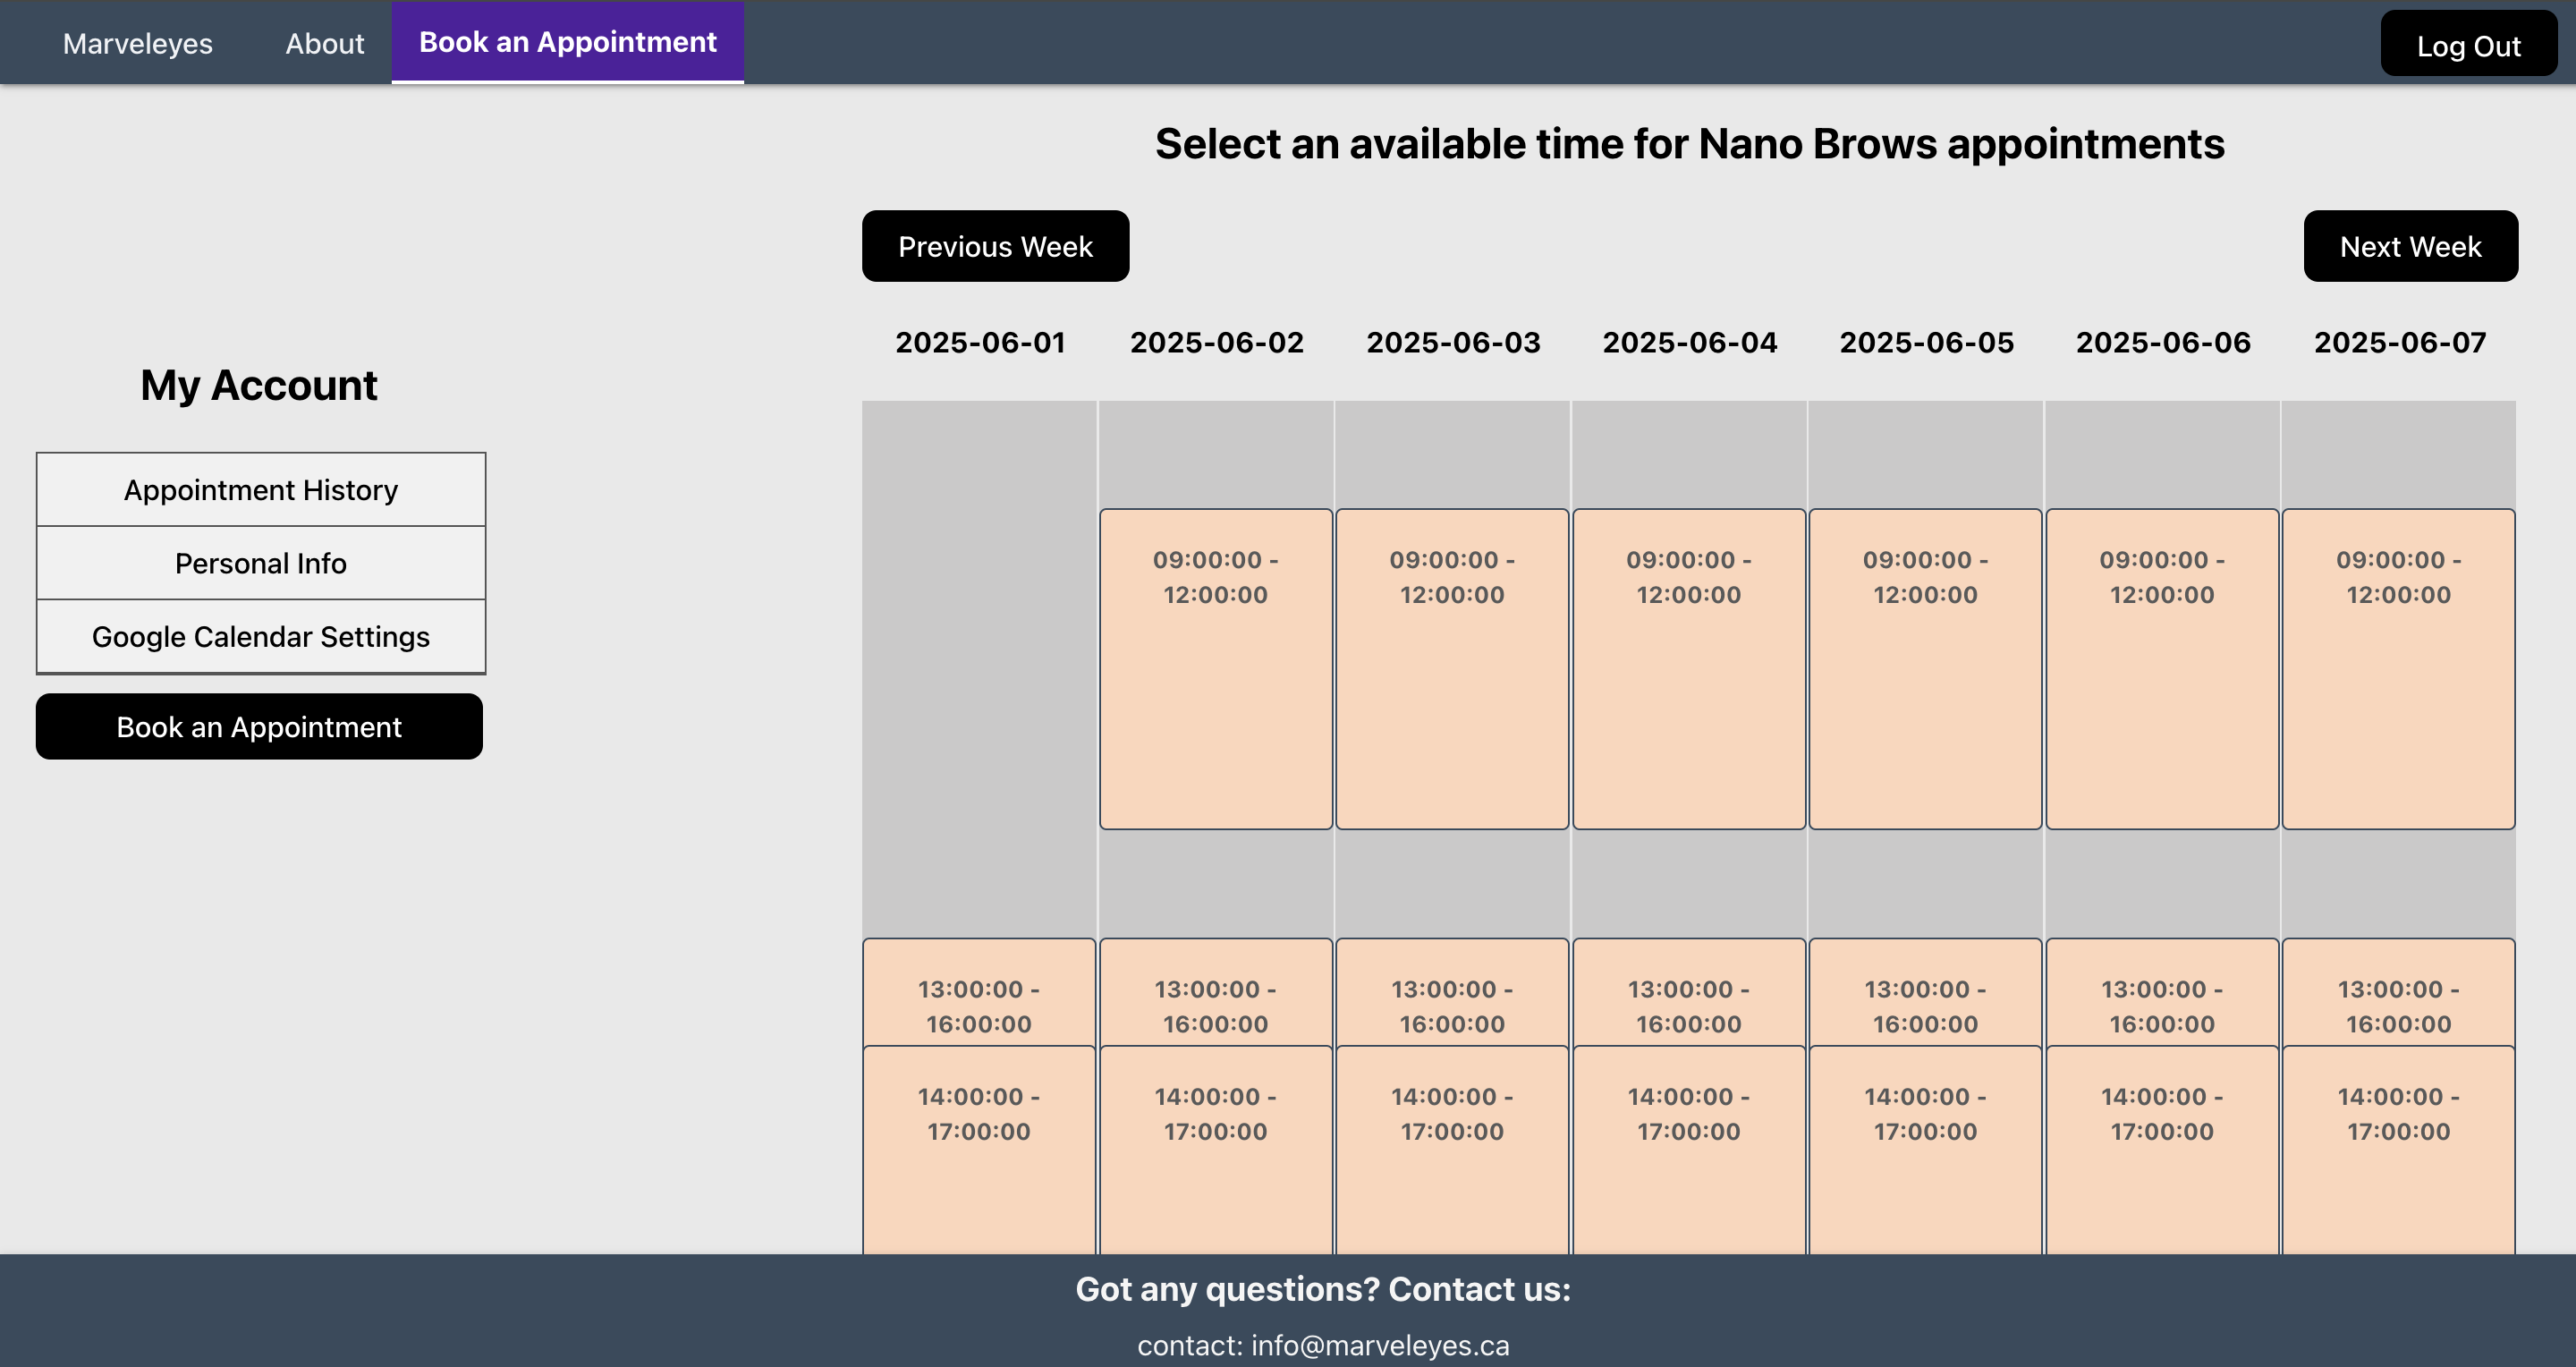 Marveleyes About Book an Appointment Log Out
Select an available time for Nano Brows appointments
Previous Week Next Week
My Account
Appointment History
Personal Info
Google Calendar Settings
Book an Appointment
2025-06-01 2025-06-02 2025-06-03 2025-06-04 2025-06-05 2025-06-06 2025-06-07
09:00:00 - 09:00:00 - 09:00:00 - 09:00:00 - 09:00:00 - 09:00:00 -
12:00:00 12:00:00 12:00:00 12:00:00 12:00:00 12:00:00
13:00:00 - 13:00:00 - 13:00:00 - 13:00:00 - 13:00:00 - 13:00:00 - 13:00:00 -
16:00:00 16:00:00 16:00:00 16:00:00 16:00:00 16:00:00 16:00:00
14:00:00 - 14:00:00 - 14:00:00 - 14:00:00 - 14:00:00 - 14:00:00 - 14:00:00 -
17:00:00 17:00:00 17:00:00 17:00:00 17:00:00 17:00:00 17:00:00
Got any questions? Contact us:
contact: info@marveleyes.ca